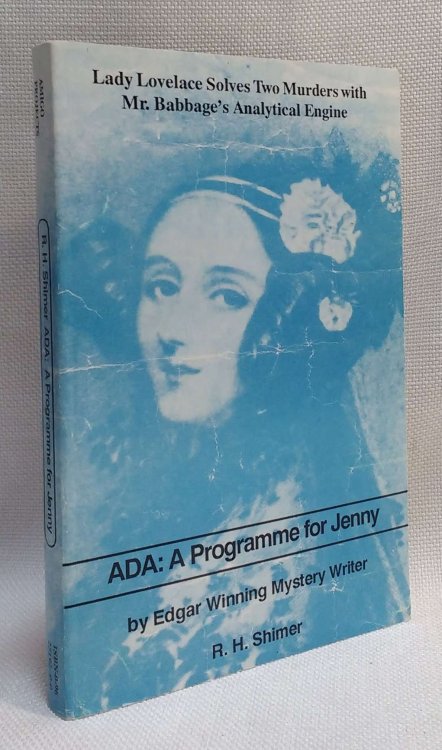 Lady Lovelace Solves Two Murders with
Mr. Babbage's Analytical Engine
ADA: A Programme for Jenny
by Edgar Winning Mystery Writer
R. H. Shimer
R. H. Shimer ADA: A Programme for Jenny